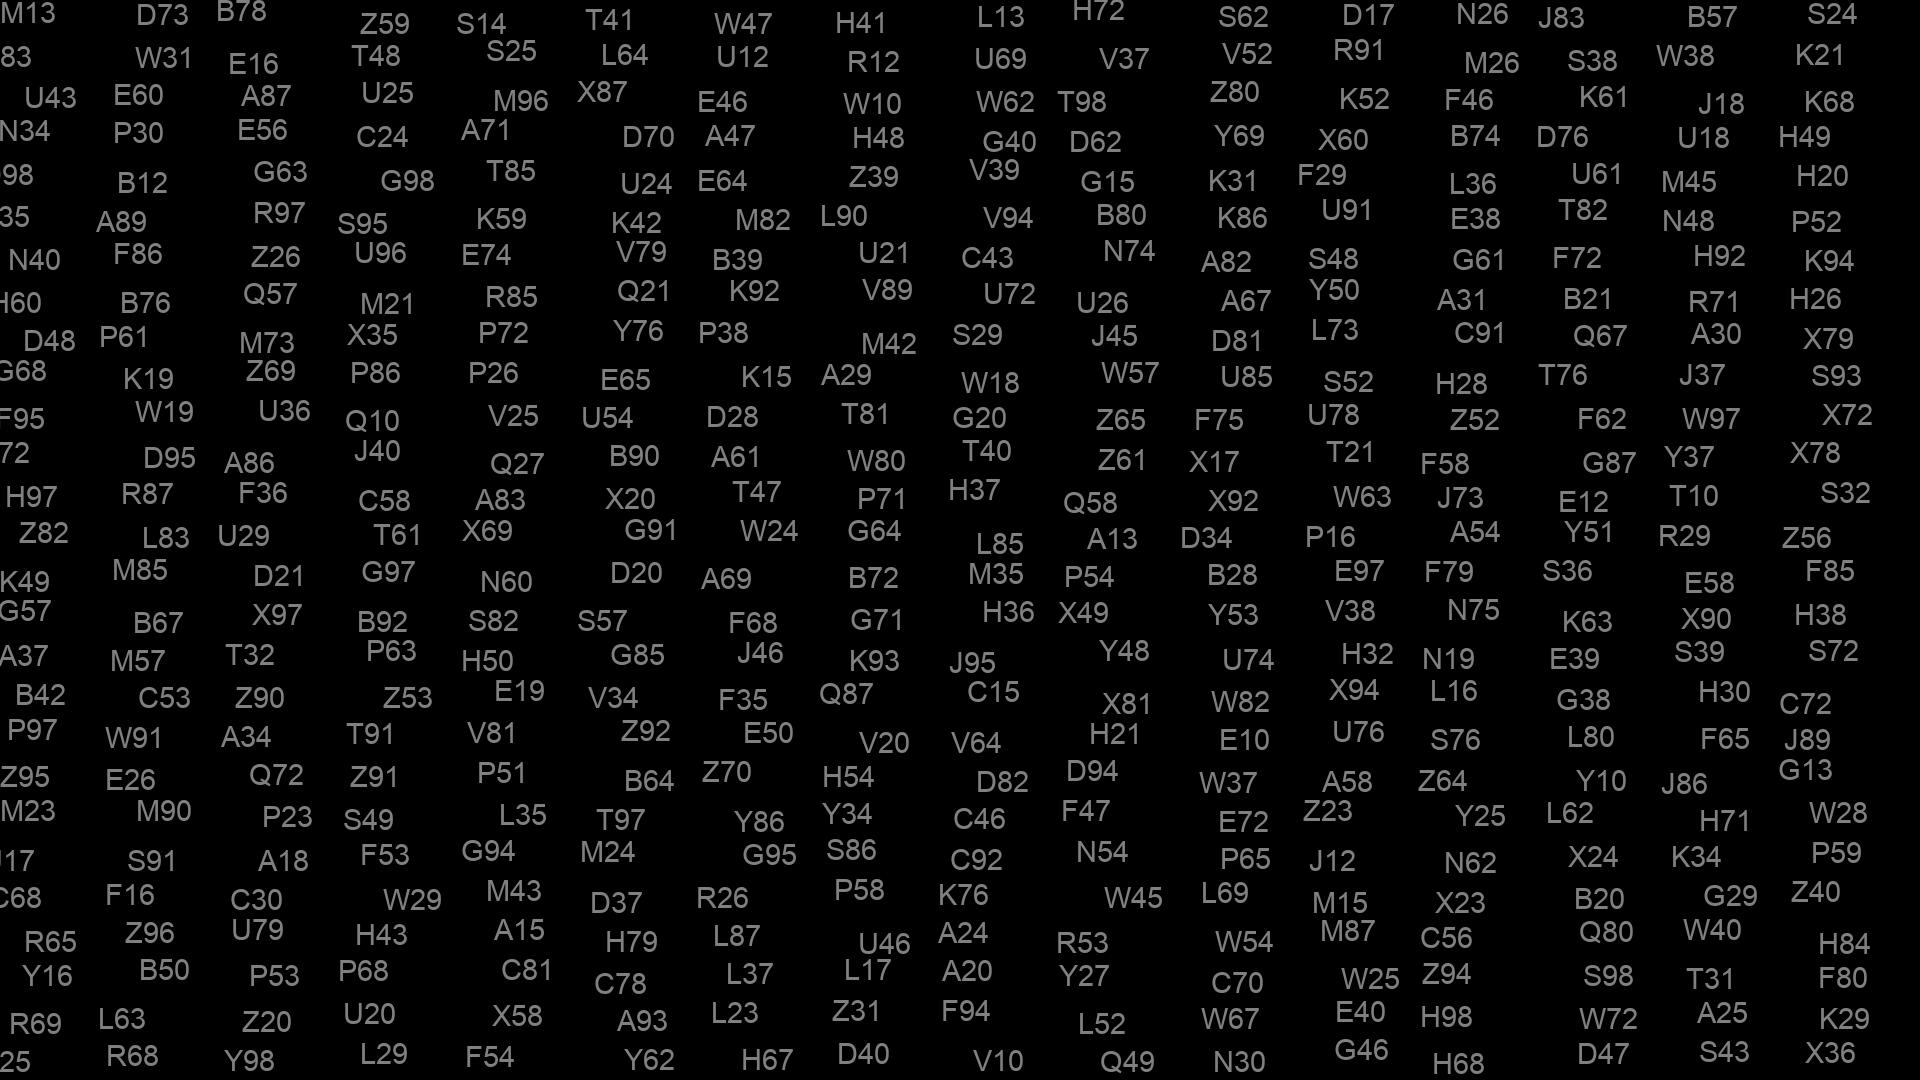 M13 D73 B78 Z59 S14 T41 W47 H41 L13 H72 S62 D17 N26 J83 B57 S24
83 W31 E16 T48 S25 L64 U12 R12 U69 V37 V52 R91 M26 S38 W38 K21
U43 E60 A87 U25 M96 X87 E46 W10 W62 T98 Z80 K52 F46 K61 J18 K68
N34 P30 E56 C24 A71 D70 A47 H48 G40 D62 Y69 X60 B74 D76 U18 H49
98 B12 G63 G98 T85 U24 E64 Z39 V39 G15 K31 F29 L36 U61 M45 H20
35 A89 R97 S95 K59 K42 M82 L90 V94 B80 K86 U91 E38 T82 N48 P52
N40 F86 Z26 U96 E74 V79 B39 U21 C43 N74 A82 S48 G61 F72 H92 K94
H60 B76 Q57 M21 R85 Q21 K92 V89 U72 U26 A67 Y50 A31 B21 R71 H26
D48 P61 M73 X35 P72 Y76 P38 M42 S29 J45 D81 L73 C91 Q67 A30 X79
G68 K19 Z69 P86 P26 E65 K15 A29 W18 W57 U85 S52 H28 T76 J37 S93
F95 W19 U36 Q10 V25 U54 D28 T81 G20 Z65 F75 U78 Z52 F62 W97 X72
72 D95 A86 J40 Q27 B90 A61 W80 T40 Z61 X17 T21 F58 G87 Y37 X78
H97 R87 F36 C58 A83 X20 T47 P71 H37 Q58 X92 W63 J73 E12 T10 S32
Z82 L83 U29 T61 X69 G91 W24 G64 L85 A13 D34 P16 A54 Y51 R29 Z56
K49 M85 D21 G97 N60 D20 A69 B72 M35 P54 B28 E97 F79 S36 E58 F85
G57 B67 X97 B92 S82 S57 F68 G71 H36 X49 Y53 V38 N75 K63 X90 H38
A37 M57 T32 P63 H50 G85 J46 K93 J95 Y48 U74 H32 N19 E39 S39 S72
B42 C53 Z90 Z53 E19 V34 F35 Q87 C15 X81 W82 X94 L16 G38 H30 C72
P97 W91 A34 T91 V81 Z92 E50 V20 V64 H21 E10 U76 S76 L80 F65 J89
Z95 E26 Q72 Z91 P51 B64 Z70 H54 D82 D94 W37 A58 Z64 Y10 J86 G13
M23 M90 P23 S49 L35 T97 Y86 Y34 C46 F47 E72 Z23 Y25 L62 H71 W28
17 S91 A18 F53 G94 M24 G95 S86 C92 N54 P65 J12 N62 X24 K34 P59
C68 F16 C30 W29 M43 D37 R26 P58 K76 W45 L69 M15 X23 B20 G29 Z40
R65 Z96 U79 H43 A15 H79 L87 U46 A24 R53 W54 M87 C56 Q80 W40 H84
Y16 B50 P53 P68 C81 C78 L37 L17 A20 Y27 C70 W25 Z94 S98 T31 F80
R69 L63 Z20 U20 X58 A93 L23 Z31 F94 L52 W67 E40 H98 W72 A25 K29
25 R68 Y98 L29 F54 Y62 H67 D40 V10 Q49 N30 G46 H68 D47 S43 X36